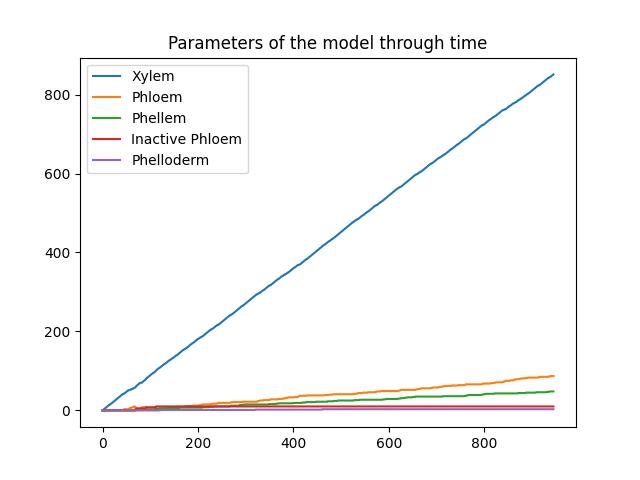 Parameters of the model through time
Xylem
Phloem
Phellem
Inactive Phloem
Phelloderm
800
600
400
200
0
0 200 400 600 800